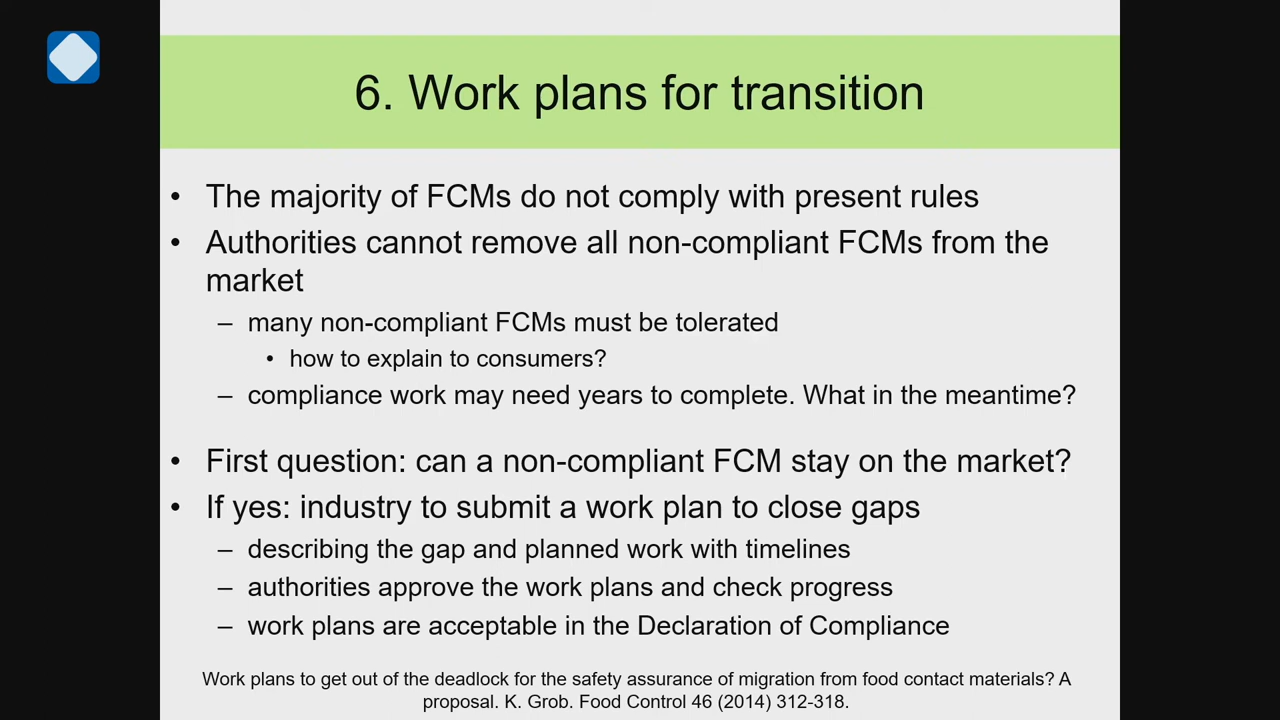 6. Work plans for transition
• The majority of FCMs do not comply with present rules
• Authorities cannot remove all non-compliant FCMs from the
market
– many non-compliant FCMs must be tolerated
• how to explain to consumers?
– compliance work may need years to complete. What in the meantime?
• First question: can a non-compliant FCM stay on the market?
• If yes: industry to submit a work plan to close gaps
– describing the gap and planned work with timelines
– authorities approve the work plans and check progress
– work plans are acceptable in the Declaration of Compliance
Work plans to get out of the deadlock for the safety assurance of migration from food contact materials? A
proposal. K. Grob. Food Control 46 (2014) 312-318.